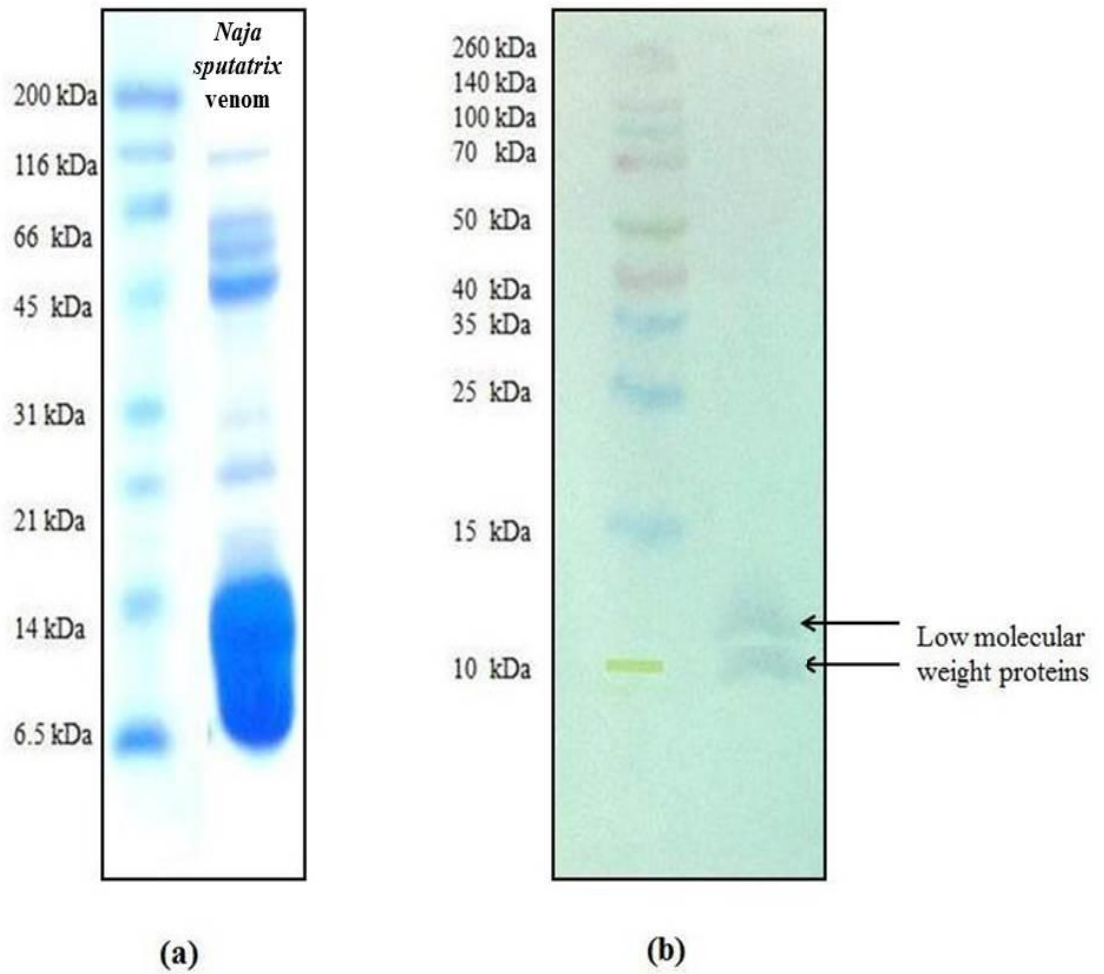 Naja
sputatrix
venom
200 kDa
116 kDa
66 kDa
45 kDa
31 kDa
21 kDa
14 kDa
6.5 kDa
(a)
260 kDa
140 kDa
100 kDa
70 kDa
50 kDa
40 kDa
35 kDa
25 kDa
15 kDa
10 kDa
Low molecular
weight proteins
(b)